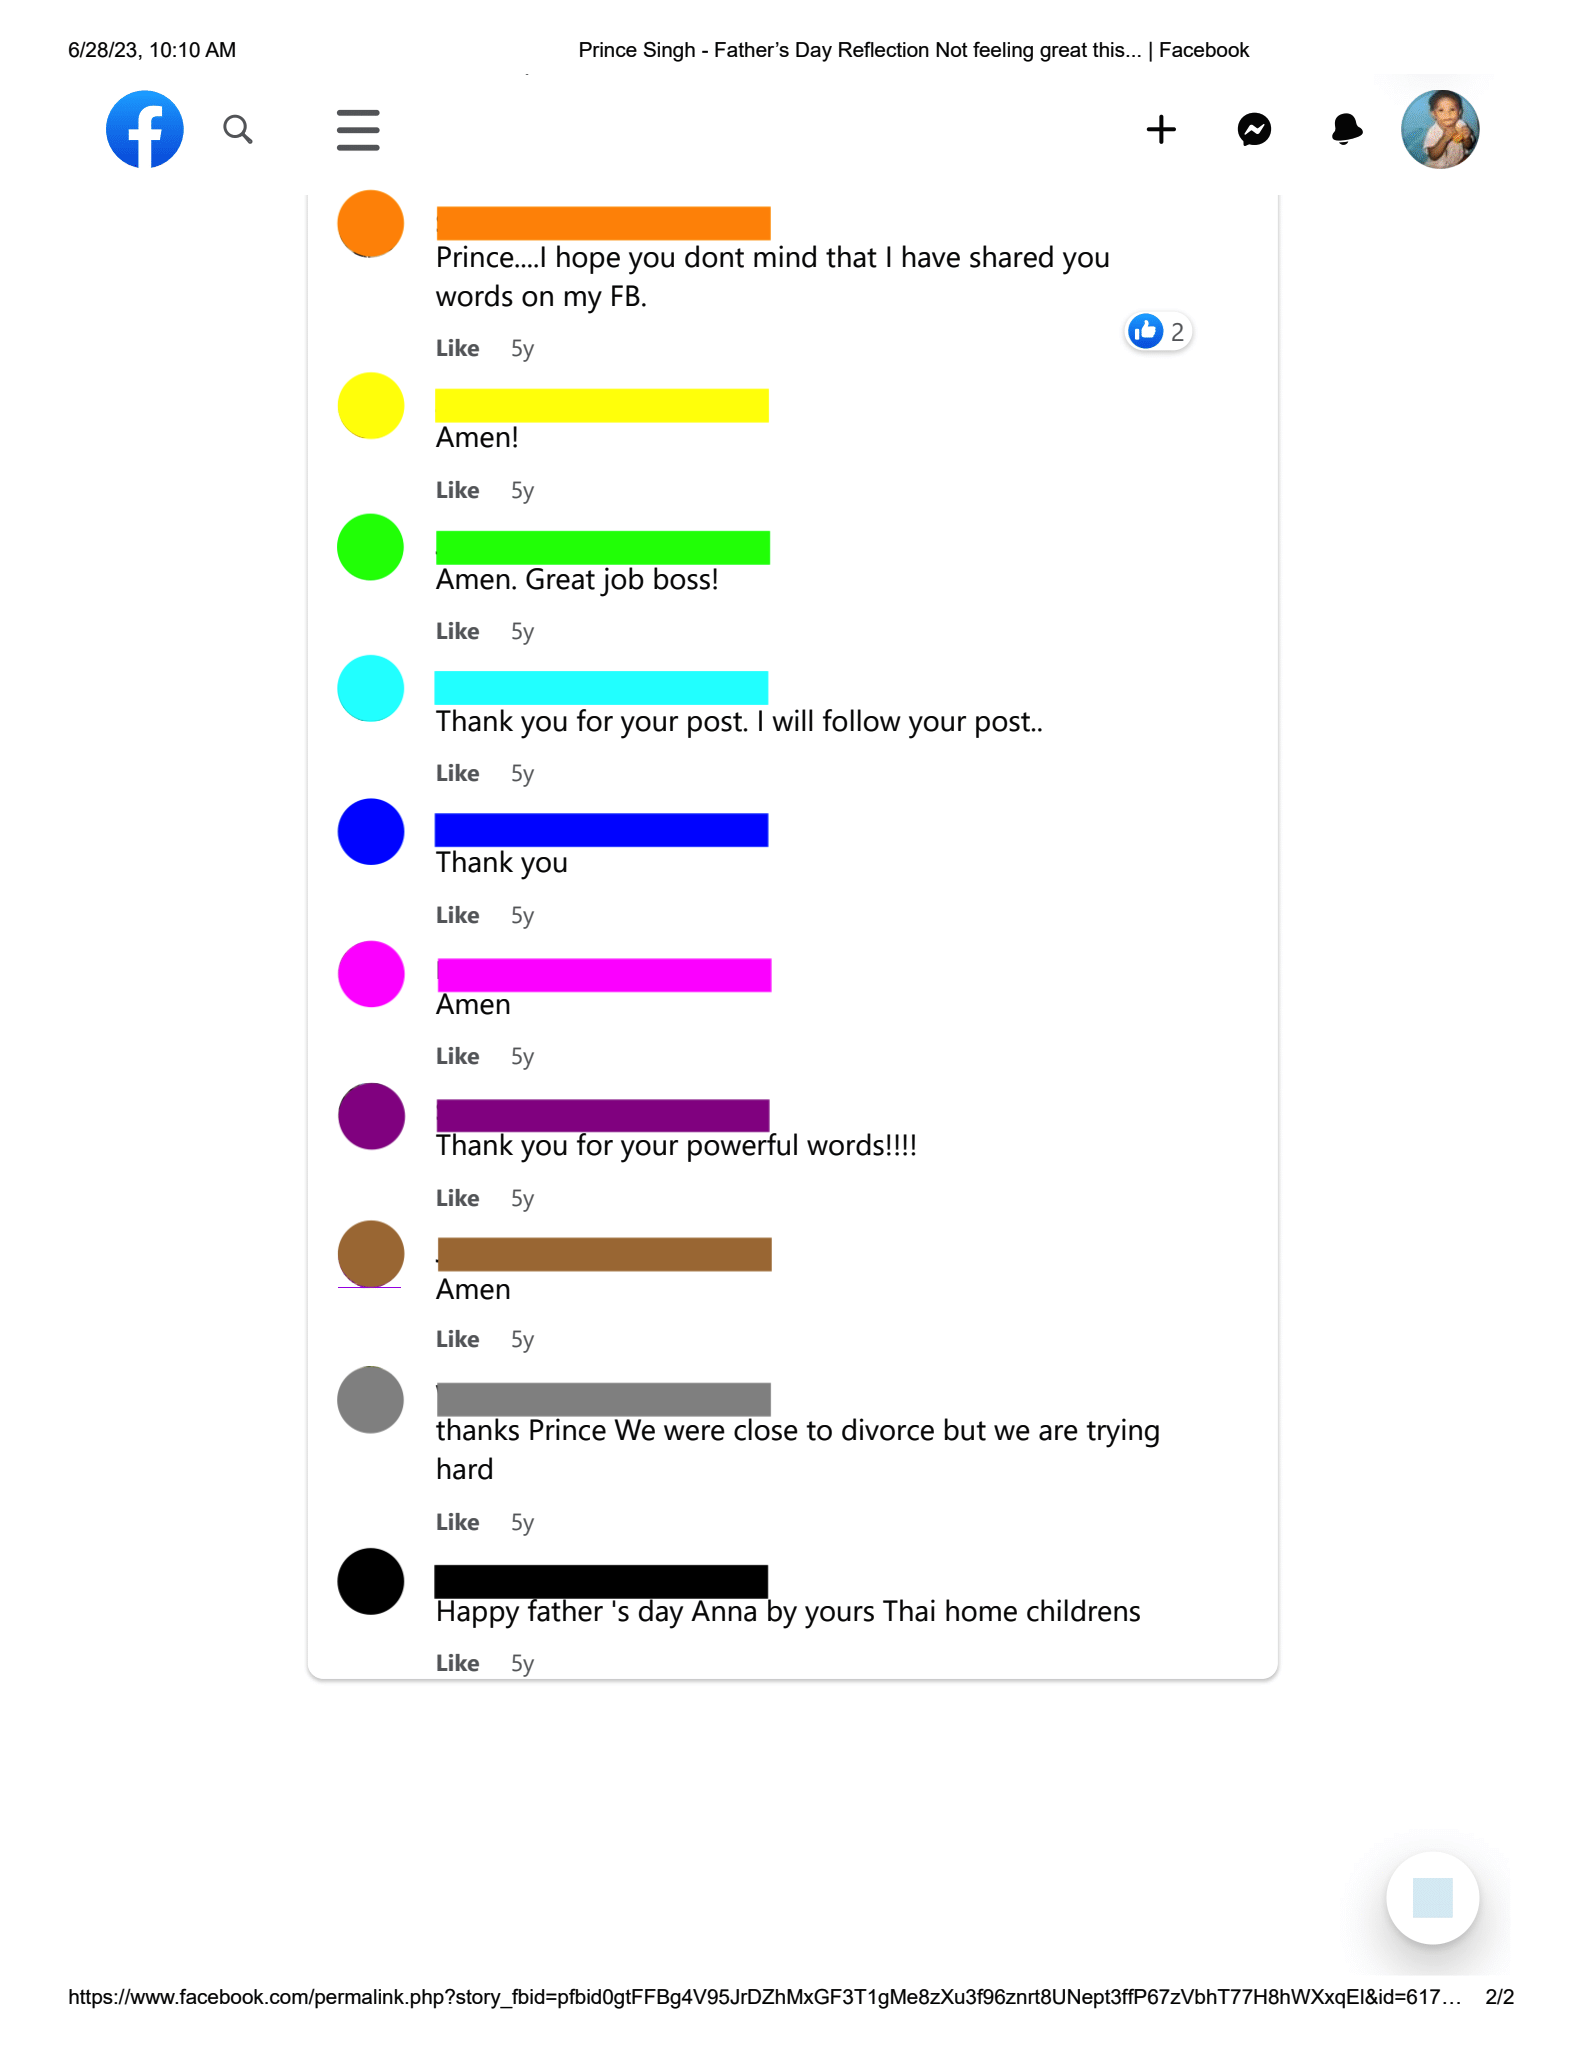 6/28/23, 10:10 AM Prince Singh - Father’s Day Reflection Not feeling great this... | Facebook
Prince....I hope you dont mind that I have shared you
words on my FB.
2
Like 5y
Amen!
Like 5y
Amen. Great job boss!
Like 5y
Thank you for your post. I will follow your post..
Like 5y
Thank you
Like 5y
Amen
Like 5y
Thank you for your powerful words!!!!
Like 5y
Amen
Like 5y
thanks Prince We were close to divorce but we are trying
hard
Like 5y
Happy father 's day Anna by yours Thai home childrens
Like 5y
https://www.facebook.com/permalink.php?story_fbid=pfbid0gtFFBg4V95JrDZhMxGF3T1gMe8zXu3f96znrt8UNept3ffP67zVbhT77H8hWXxqEl&id=617… 2/2